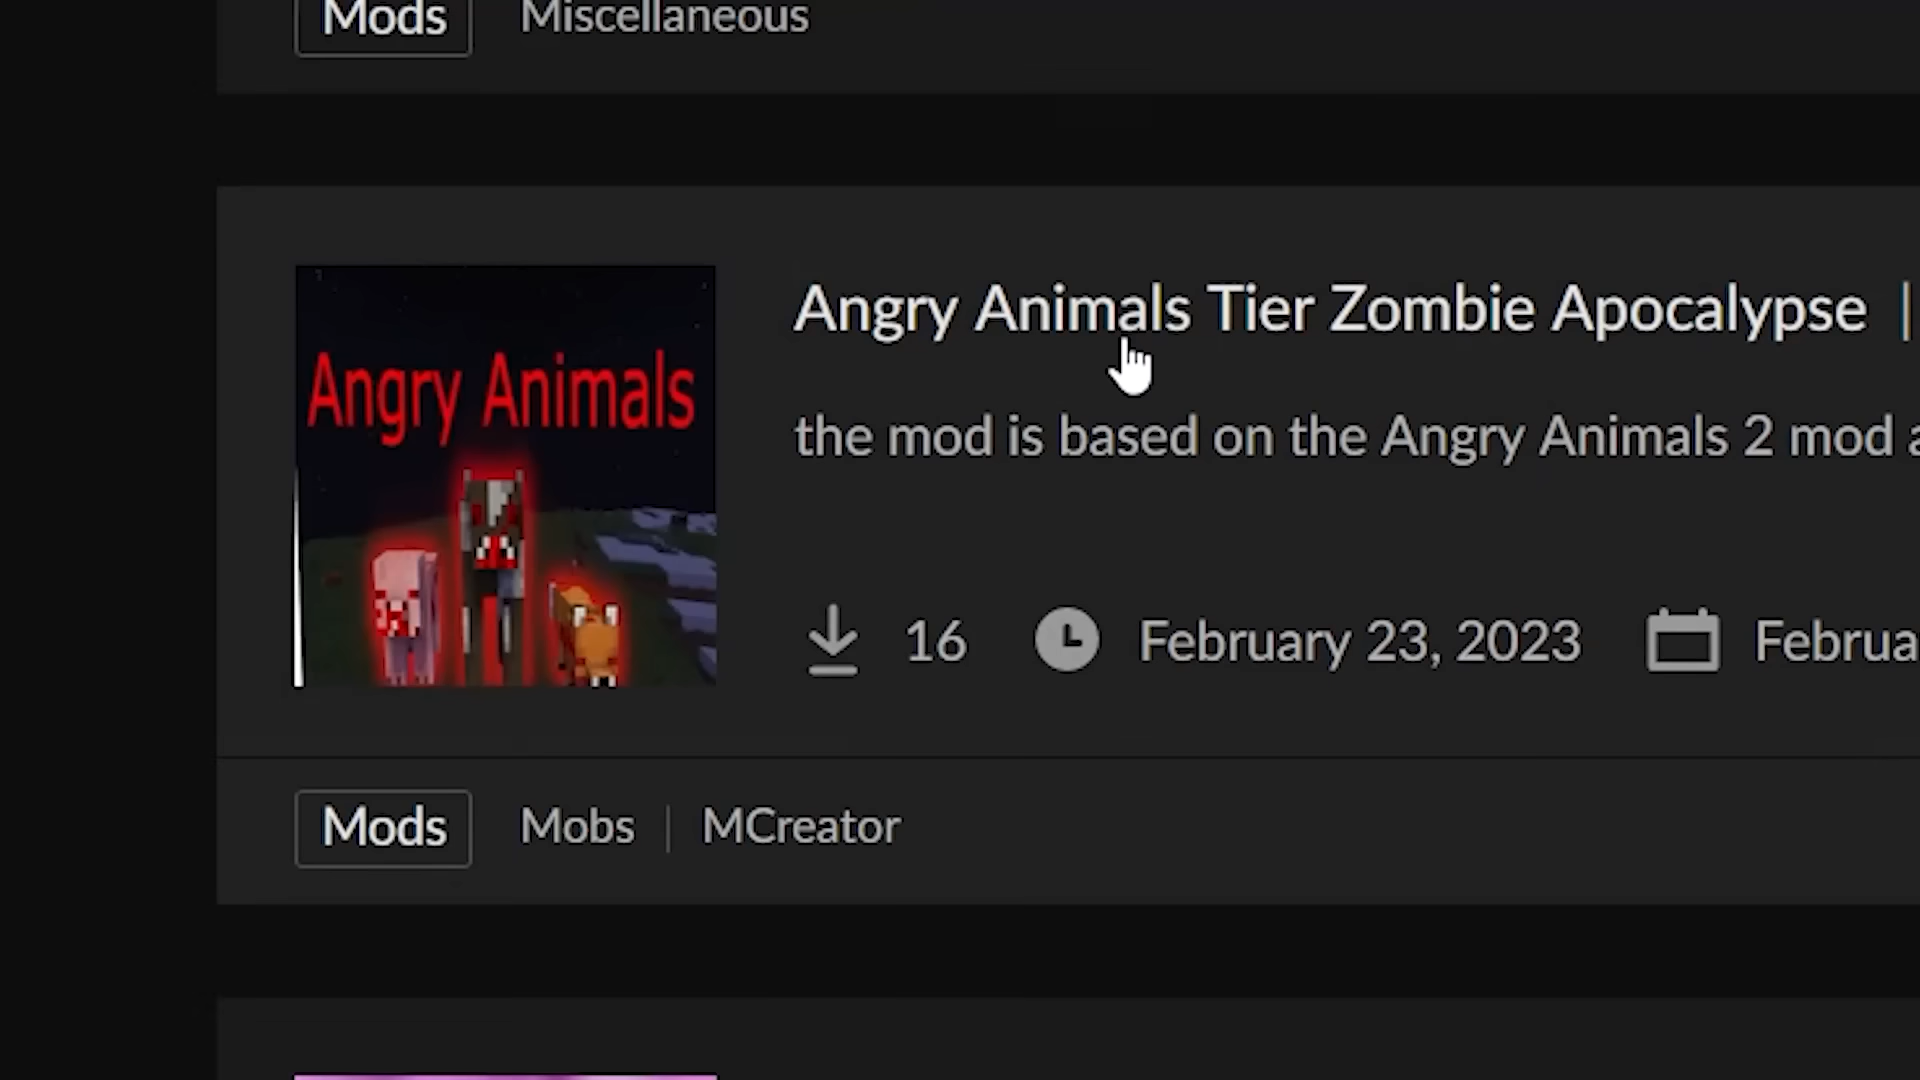 Mods Miscellaneous
Angry Animals
Angry Animals Tier Zombie Apocalypse |
the mod is based on the Angry Animals 2 mod a
16 February 23, 2023 Februa
Mods Mobs | MCreator